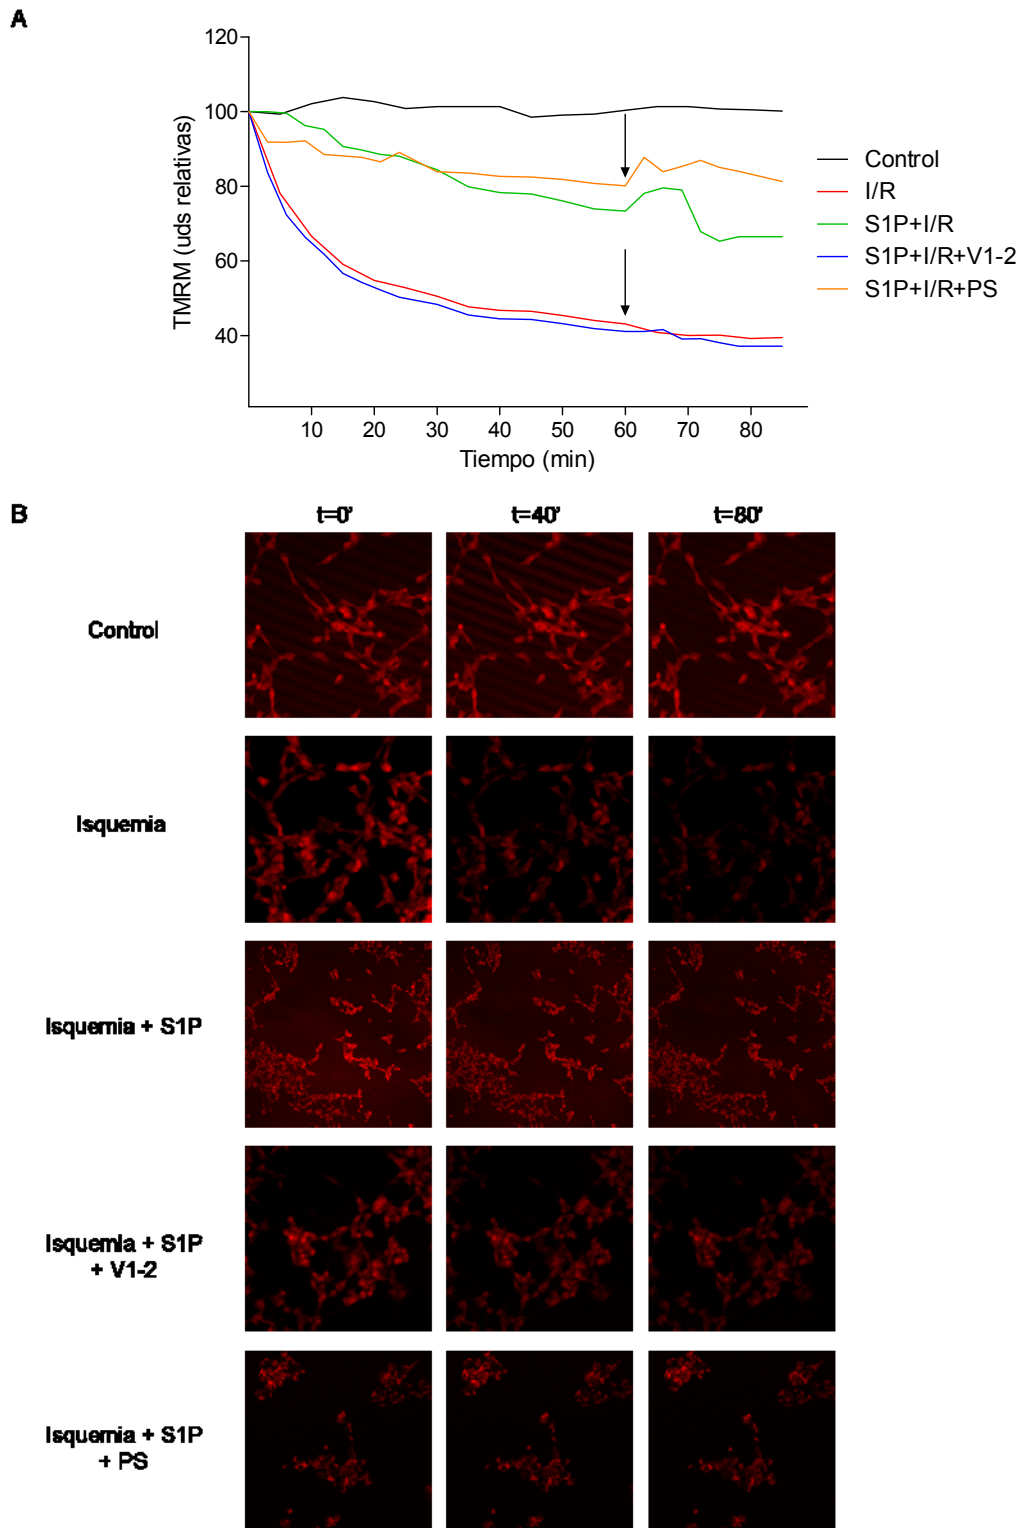 A
120
100
80
60
40
TMRM (uds relativas)
10 20 30 40 50 60 70 80
Tiempo (min)
Control
I/R
S1P+I/R
S1P+I/R+V1-2
S1P+I/R+PS
B
t=0' t=40' t=80'
Control
Isquemia
Isquemia + S1P
Isquemia + S1P
+ V1-2
Isquemia + S1P
+ PS